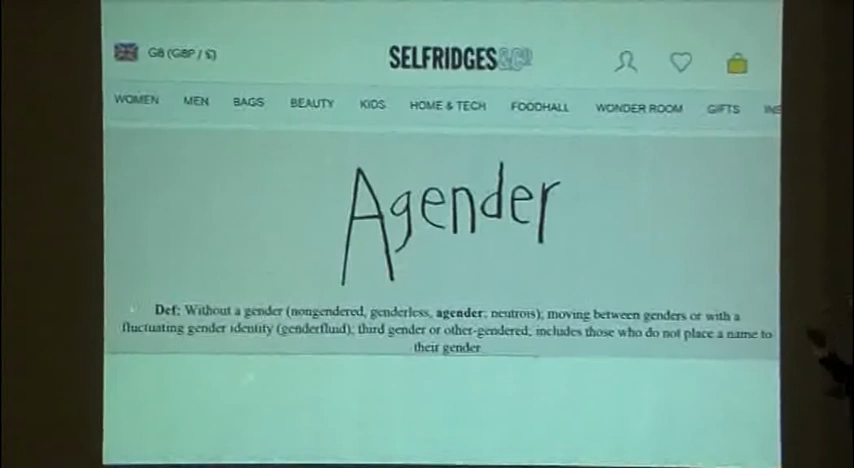 GB (GBP / £)
SELFRIDGES&CO
WOMEN MEN BAGS BEAUTY KIDS HOME & TECH FOODHALL WONDER ROOM GIFTS INS
Agender
Def: Without a gender (nongendered, genderless, agender; neutrois); moving between genders or with a
fluctuating gender identity (genderfluid); third gender or other-gendered; includes those who do not place a name to
their gender